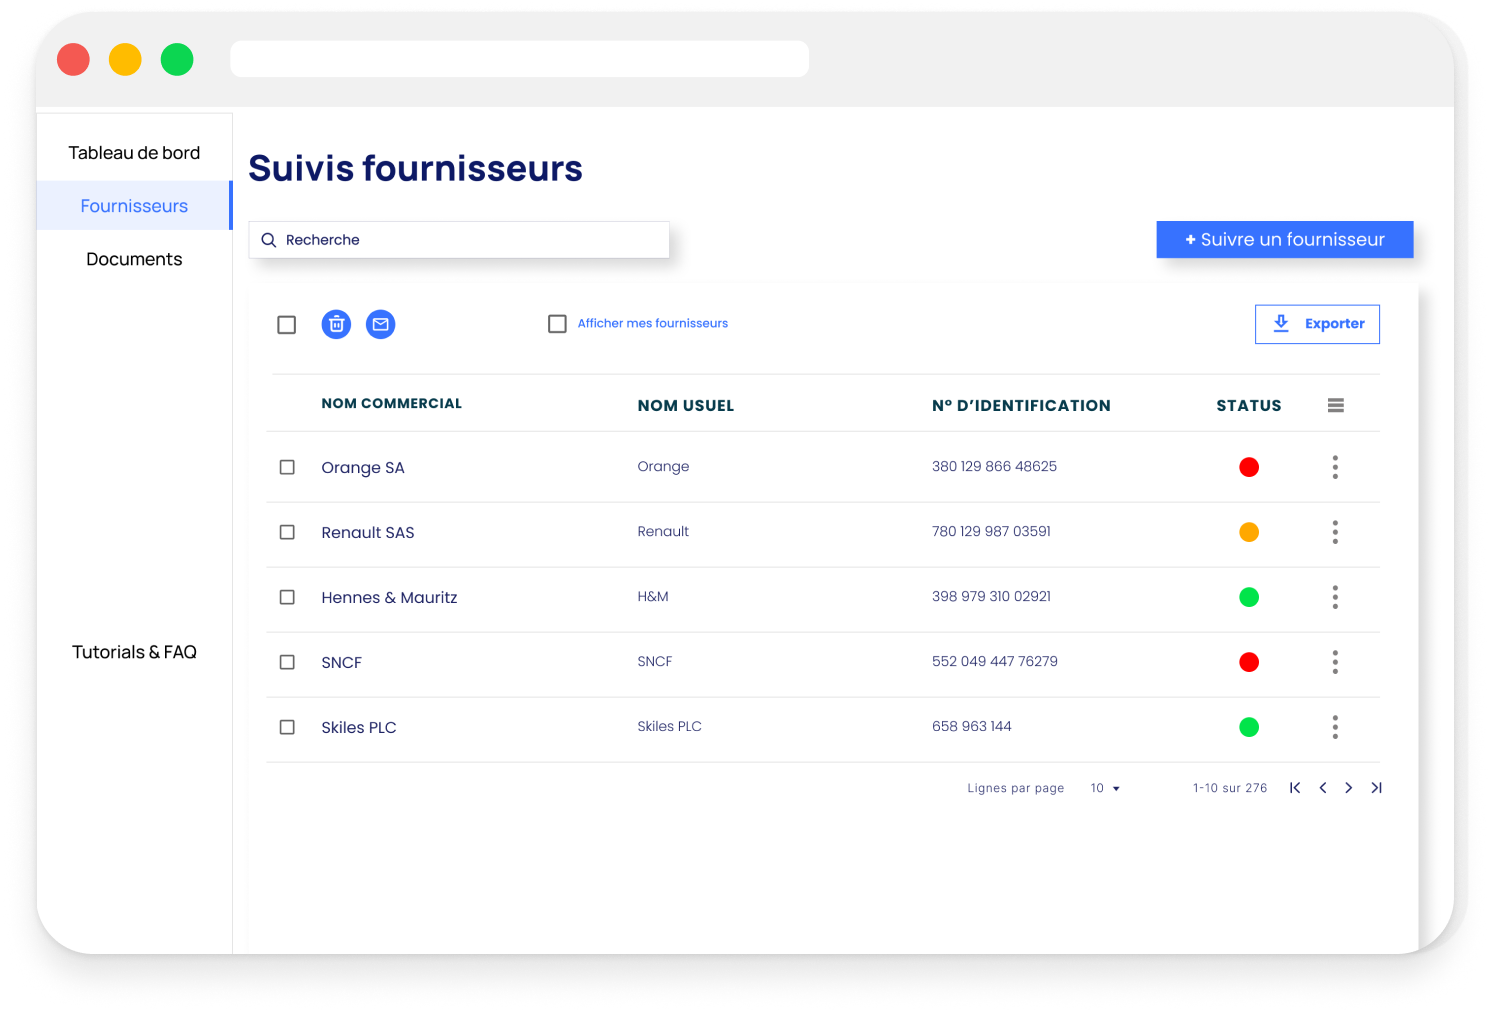 Tableau de bord
Fournisseurs
Documents
Tutorials & FAQ
Suivis fournisseurs
Recherche
+ Suivre un fournisseur
Afficher mes fournisseurs
Exporter
NOM COMMERCIAL NOM USUEL N° D’IDENTIFICATION STATUS
Orange SA Orange 380 129 866 48625
Renault SAS Renault 780 129 987 03591
Hennes & Mauritz H&M 398 979 310 02921
SNCF SNCF 552 049 447 76279
Skiles PLC Skiles PLC 658 963 144
Lignes par page 10 1-10 sur 276